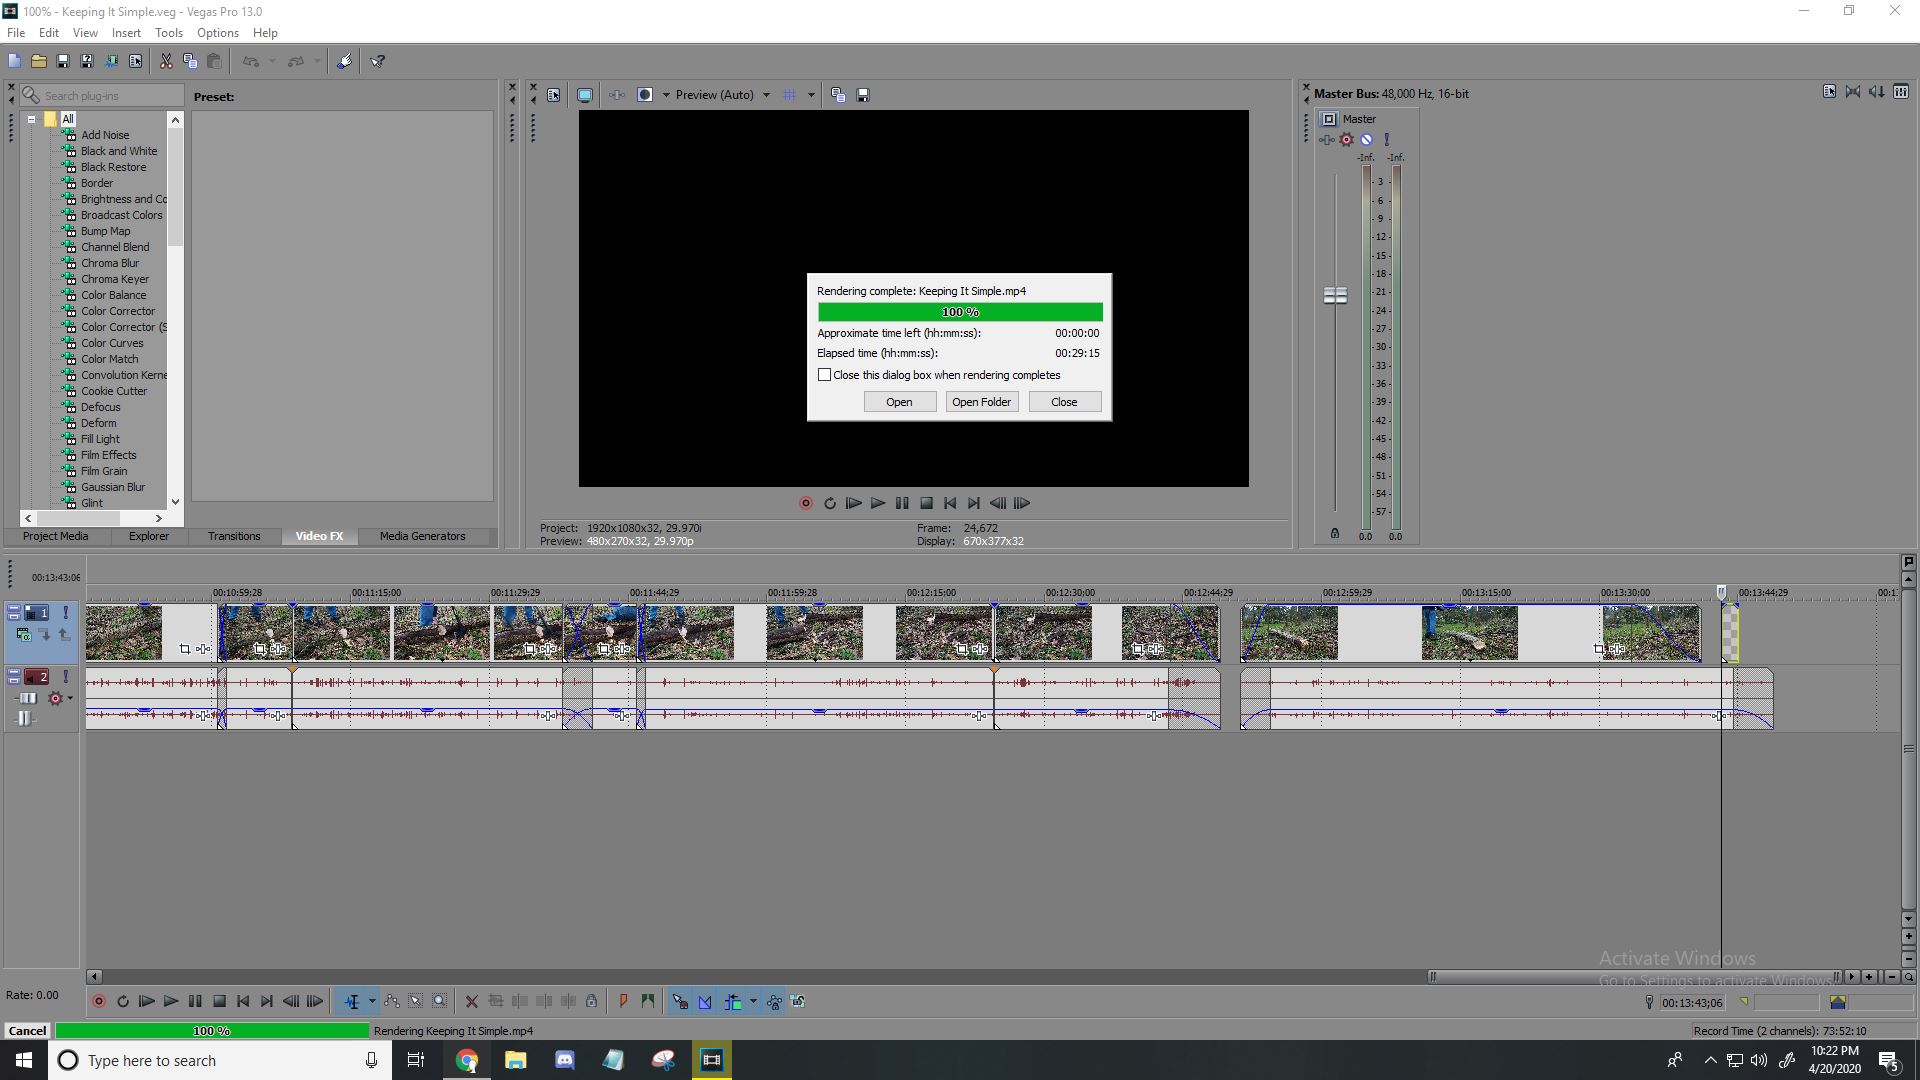 100% - Keeping It Simple.veg - Vegas Pro 13.0
File Edit View Insert Tools Options Help
Search plug-ins
Preset:
All
Add Noise
Black and White
Black Restore
Border
Brightness and Co
Broadcast Colors
Bump Map
Channel Blend
Chroma Blur
Chroma Keyer
Color Balance
Color Corrector
Color Corrector (S
Color Curves
Color Match
Convolution Kerne
Cookie Cutter
Defocus
Deform
Fill Light
Film Effects
Film Grain
Gaussian Blur
Glint
Project Media Explorer Transitions Video FX Media Generators
Preview (Auto)
Rendering complete: Keeping It Simple.mp4
100 %
Approximate time left (hh:mm:ss): 00:00:00
Elapsed time (hh:mm:ss): 00:29:15
Close this dialog box when rendering completes
Open Open Folder Close
Project: 1920x1080x32, 29.970i Frame: 24,672
Preview: 480x270x32, 29.970p Display: 670x377x32
Master Bus: 48,000 Hz, 16-bit
Master
-Inf. -Inf.
- 3 -
- 6 -
- 9 -
- 12 -
- 15 -
- 18 -
- 21 -
- 24 -
- 27 -
- 30 -
- 33 -
- 36 -
- 39 -
- 42 -
- 45 -
- 48 -
- 51 -
- 54 -
- 57 -
0.0 0.0
00:13:43;06
00:10:59:28 00:11:15:00 00:11:29:29 00:11:44:29 00:11:59:28 00:12:15:00 00:12:30:00 00:12:44:29 00:12:59:29 00:13:15:00 00:13:30:00 00:13:44:29 00:1
1
2
Rate: 0.00
Activate Windows
Go to Settings to activate Windows.
00:13:43;06
Cancel 100 % Rendering Keeping It Simple.mp4
Record Time (2 channels): 73:52:10
Type here to search
10:22 PM
4/20/2020
5